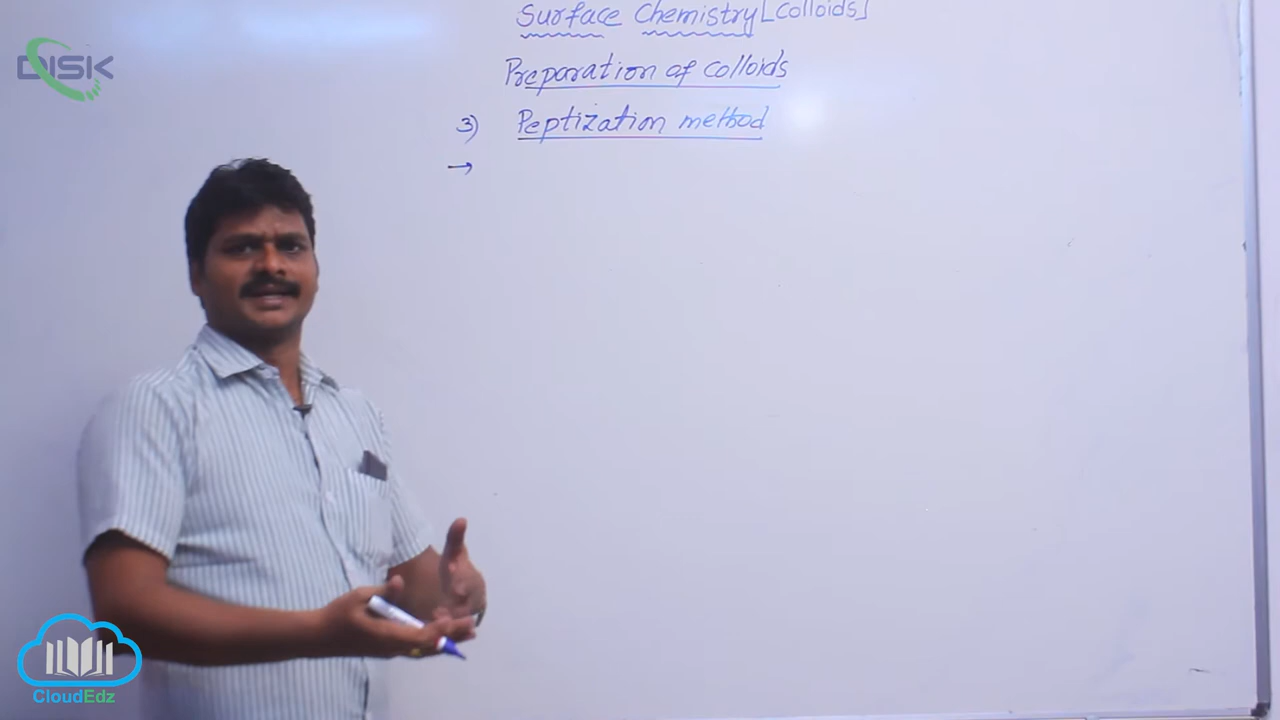 Surface Chemistry [Colloids]
Preparation of colloids
3) Peptization method
→
DISK
CloudEdz